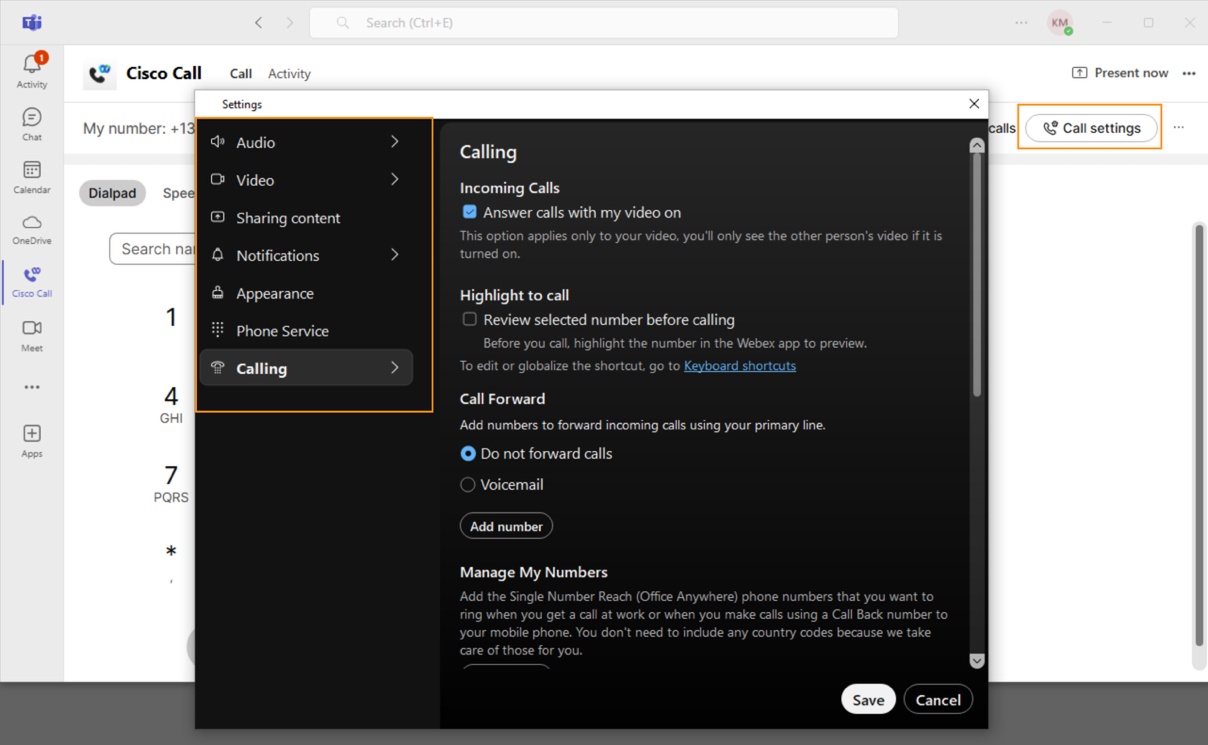 Search (Ctrl+E)
KM
1
Activity
Chat
Calendar
OneDrive
Cisco Call
Meet
Apps
Cisco Call
Call
Activity
Present now
My number: +13
calls
Call settings
Dialpad
Search
1
4
GHI
7
PQRS
*
,
Settings
Audio
Video
Sharing content
Notifications
Appearance
Phone Service
Calling
Calling
Incoming Calls
Answer calls with my video on
This option applies only to your video, you'll only see the other person's video if it is
turned on.
Highlight to call
Review selected number before calling
Before you call, highlight the number in the Webex app to preview.
To edit or globalize the shortcut, go to Keyboard shortcuts
Call Forward
Add numbers to forward incoming calls using your primary line.
Do not forward calls
Voicemail
Add number
Manage My Numbers
Add the Single Number Reach (Office Anywhere) phone numbers that you want to
ring when you get a call at work or when you make calls using a Call Back number to
your mobile phone. You don't need to include any country codes because we take
care of those for you.
Save
Cancel